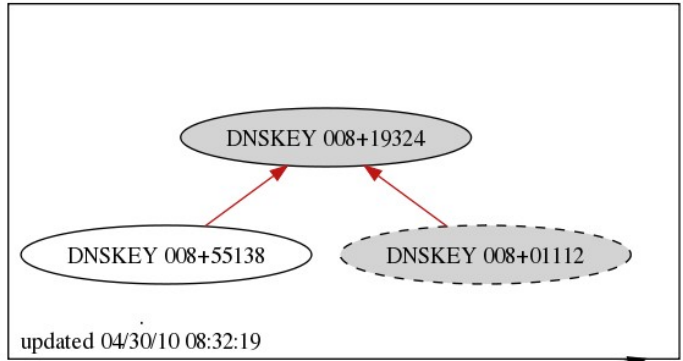 DNSKEY 008+19324
DNSKEY 008+55138
DNSKEY 008+01112
.
updated 04/30/10 08:32:19